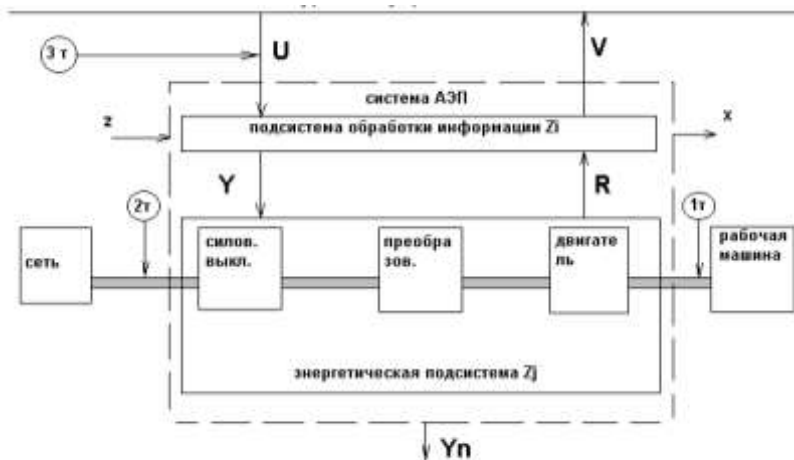 3 т
U
V
система АЭП
z
подсистема обработки информации Zi
x
Y
R
2т
1т
сеть
силов.
выкл.
преобра
зов.
двигате
ль
рабочая
машина
энергетическая подсистема Zj
Yn